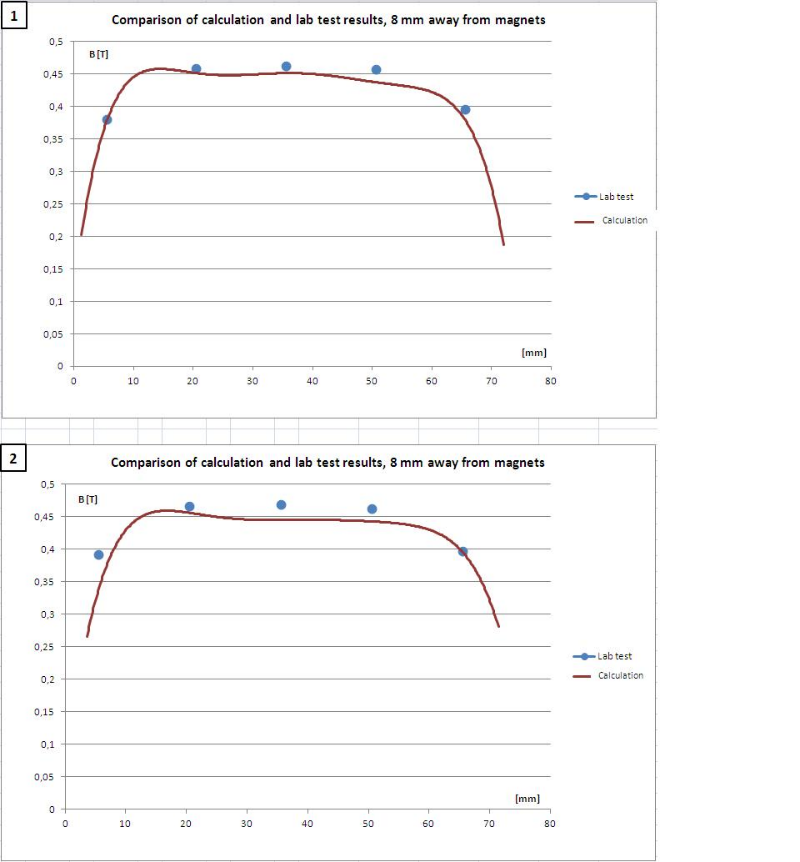 1
Comparison of calculation and lab test results, 8 mm away from magnets
B [T]
0,5
0,45
0,4
0,35
0,3
0,25
0,2
0,15
0,1
0,05
0
Lab test
Calculation
[mm]
0 10 20 30 40 50 60 70 80
2
Comparison of calculation and lab test results, 8 mm away from magnets
B [T]
0,5
0,45
0,4
0,35
0,3
0,25
0,2
0,15
0,1
0,05
0
Lab test
Calculation
[mm]
0 10 20 30 40 50 60 70 80